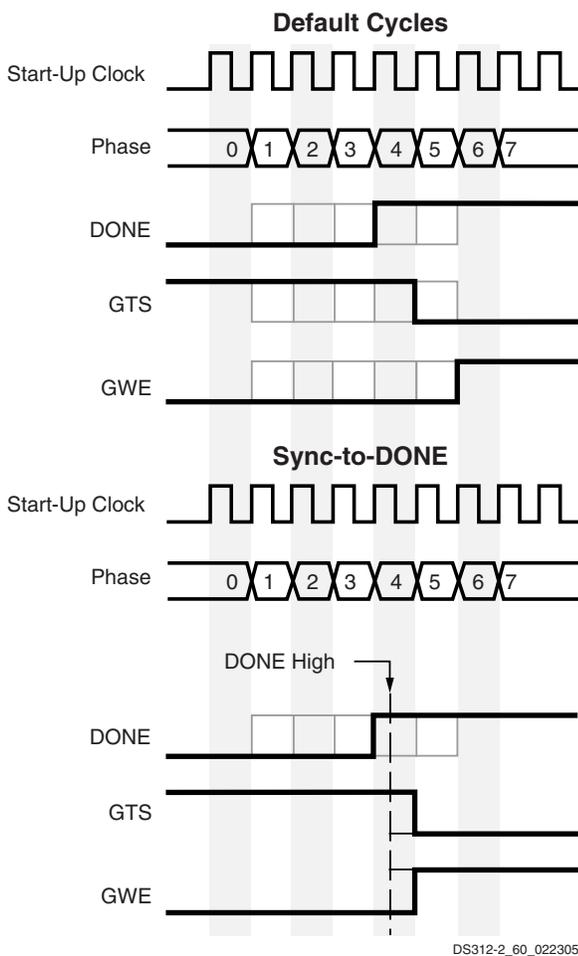 Default Cycles
Start-Up Clock
Phase 0 1 2 3 4 5 6 7
DONE
GTS
GWE
Sync-to-DONE
Start-Up Clock
Phase 0 1 2 3 4 5 6 7
DONE High
DONE
GTS
GWE
DS312-2_60_022305